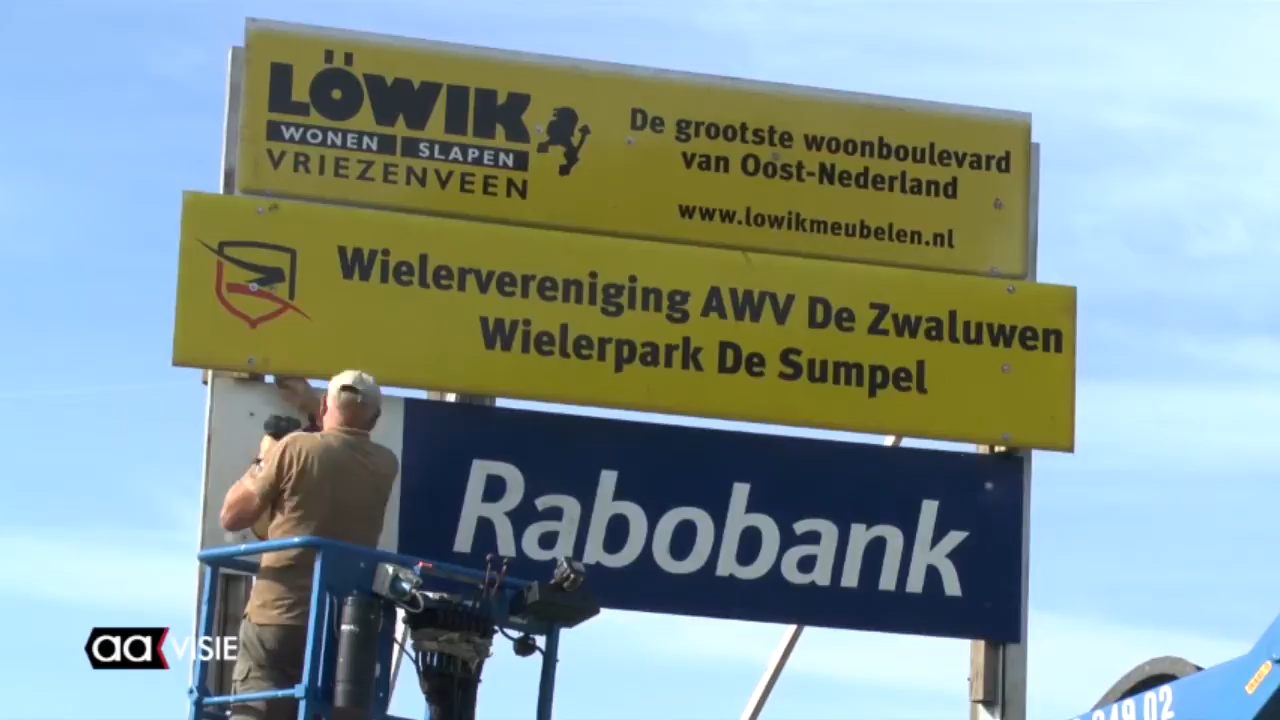 LÖWIK
WONEN SLAPEN
VRIEZENVEEN
De grootste woonboulevard
van Oost-Nederland
www.lowikmeubelen.nl
Wielervereniging AWV De Zwaluwen
Wielerpark De Sumpel
Rabobank
aa VISIE